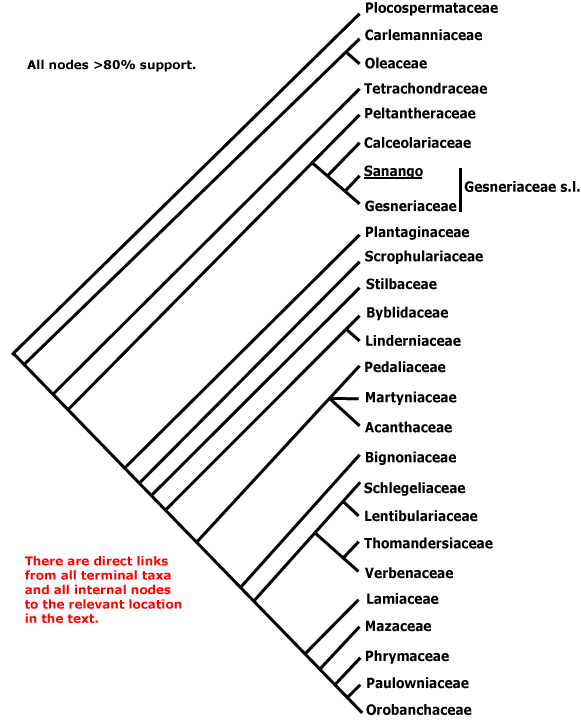 Plocospermataceae
Carlemanniaceae
All nodes >80% support.
Oleaceae
Tetrachondraceae
Peltantheraceae
Calceolariaceae
Sanango
Gesneriaceae s.l.
Gesneriaceae
Plantaginaceae
Scrophulariaceae
Stilbaceae
Byblidaceae
Linderniaceae
Pedaliaceae
Martyniaceae
Acanthaceae
Bignoniaceae
Schlegeliaceae
Lentibulariaceae
Thomandersiaceae
Verbenaceae
There are direct links
from all terminal taxa
and all internal nodes
to the relevant location
in the text.
Lamiaceae
Mazaceae
Phrymaceae
Paulowniaceae
Orobanchaceae